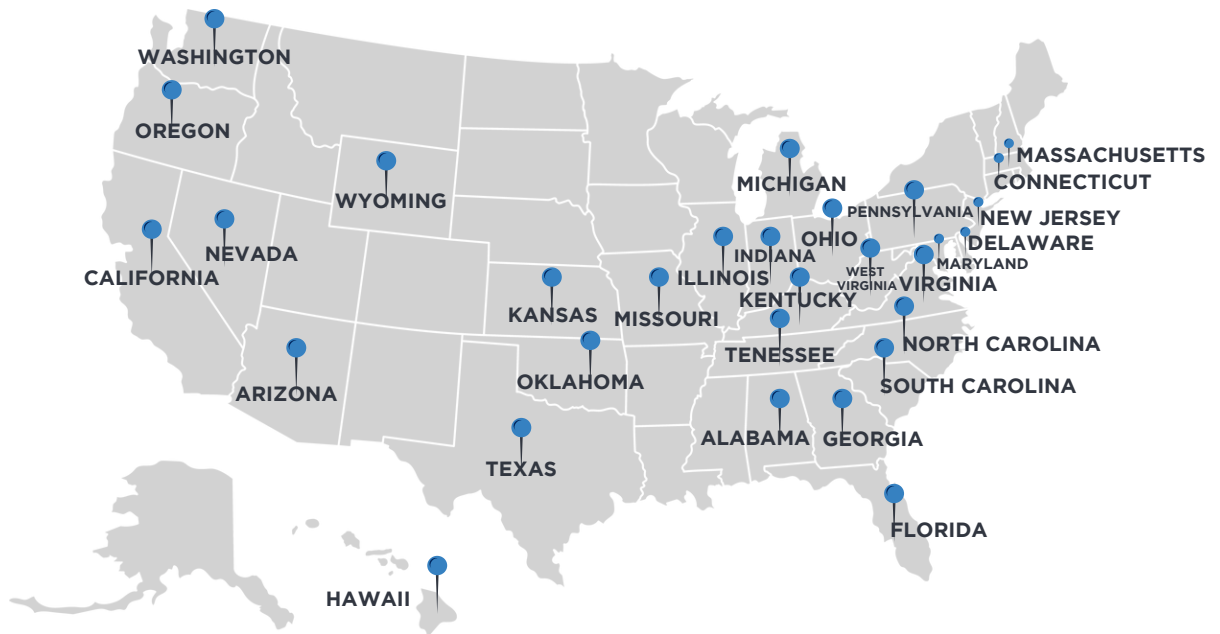 WASHINGTON
OREGON
WYOMING
MICHIGAN
MASSACHUSETTS
CONNECTICUT
PENNSYLVANIA
NEW JERSEY
NEVADA
CALIFORNIA
ILLINOIS
INDIANA
OHIO
DELAWARE
MARYLAND
WEST
VIRGINIA
VIRGINIA
KANSAS
MISSOURI
KENTUCKY
TENESSEE
NORTH CAROLINA
ARIZONA
OKLAHOMA
SOUTH CAROLINA
TEXAS
ALABAMA
GEORGIA
FLORIDA
HAWAII